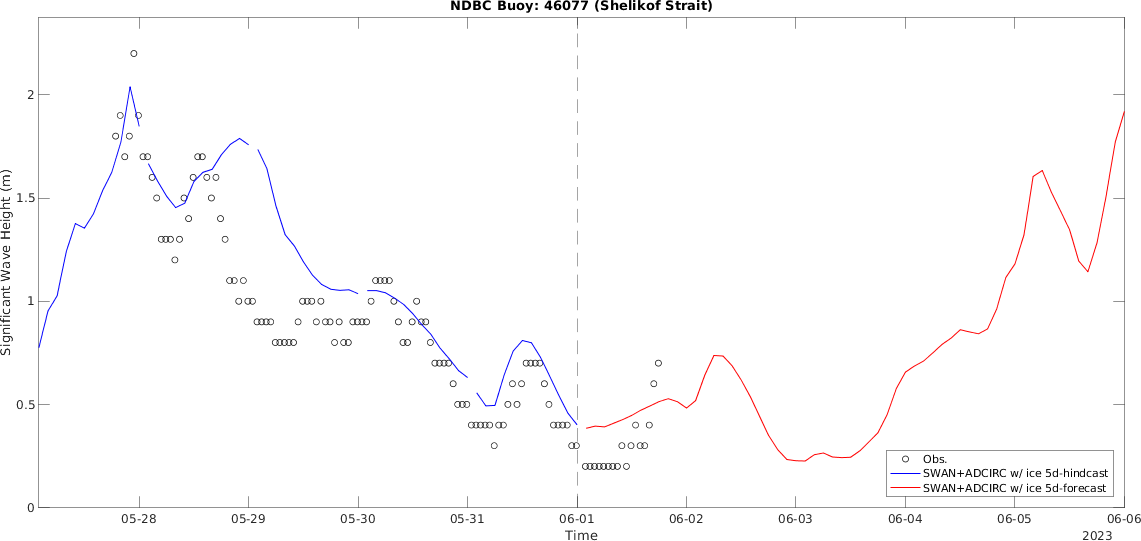 NDBC Buoy: 46077 (Shelikof Strait)
Significant Wave Height (m)
2
1.5
1
0.5
0
05-28 05-29 05-30 05-31 06-01 06-02 06-03 06-04 06-05 06-06
Time
2023
Obs.
SWAN+ADCIRC w/ ice 5d-hindcast
SWAN+ADCIRC w/ ice 5d-forecast